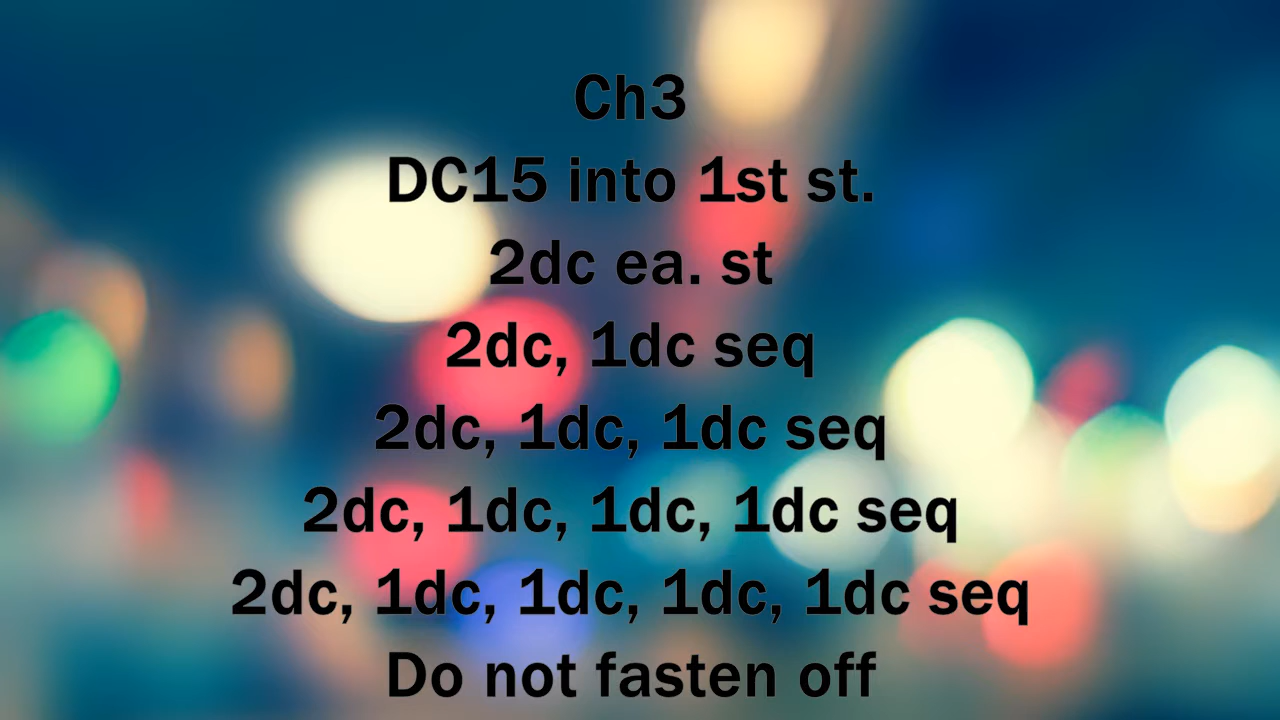 Ch3
DC15 into 1st st.
2dc ea. st
2dc, 1dc seq
2dc, 1dc, 1dc seq
2dc, 1dc, 1dc, 1dc seq
2dc, 1dc, 1dc, 1dc, 1dc seq
Do not fasten off